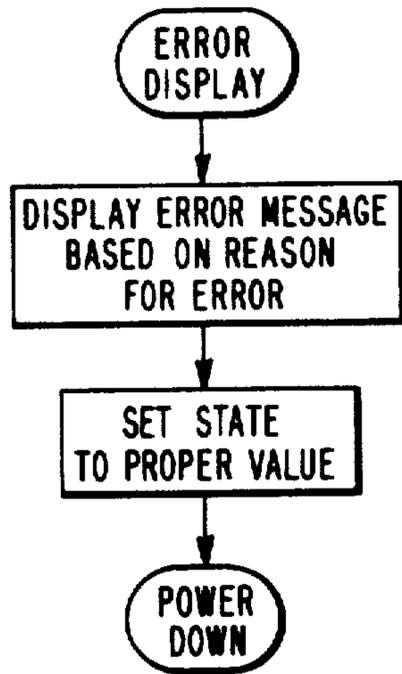 ERROR
DISPLAY
DISPLAY ERROR MESSAGE
BASED ON REASON
FOR ERROR
SET STATE
TO PROPER VALUE
POWER
DOWN